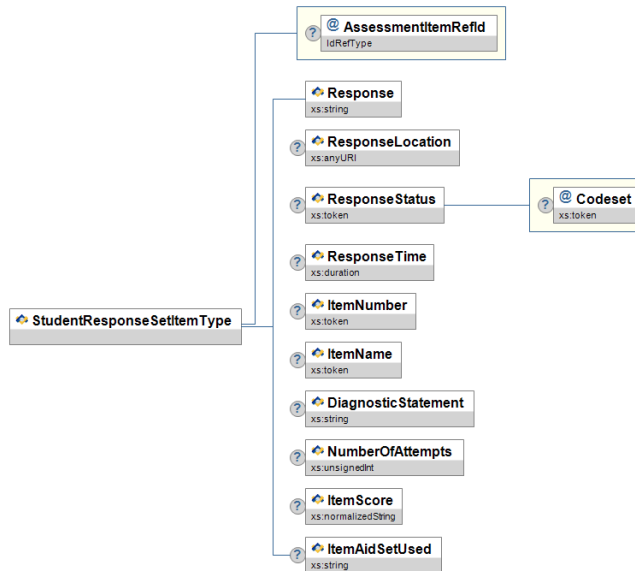 ? @ AssessmentItemRefId
IdRefType
Response
xs:string
? ResponseLocation
xs:anyURI
? ResponseStatus
xs:token
? @ Codeset
xs:token
? ResponseTime
xs:duration
StudentResponseSetItemType
? ItemNumber
xs:token
? ItemName
xs:token
? DiagnosticStatement
xs:string
? NumberOfAttempts
xs:unsignedInt
? ItemScore
xs:normalizedString
? ItemAidSetUsed
xs:string